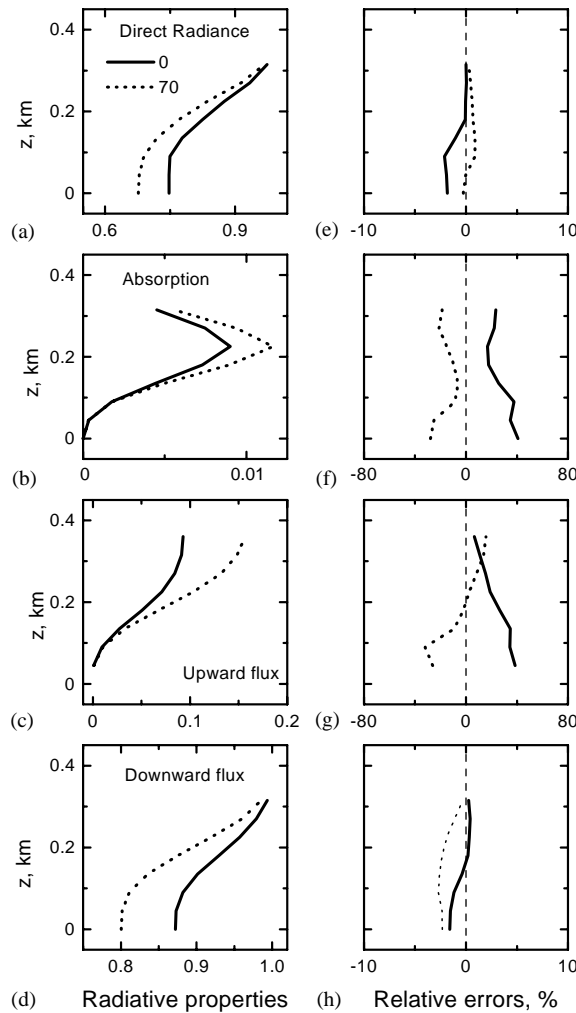 0.4
Direct Radiance
0
70
0.2
0
z, km
0.6
0.9
(a)
-10
0
10
(e)
0.4
Absorption
0.2
0
z, km
0
0.01
(b)
-80
0
80
(f)
0.4
0.2
0
z, km
Upward flux
0
0.1
0.2
(c)
-80
0
80
(g)
0.4
Downward flux
0.2
0
z, km
0.8
0.9
1.0
-10
0
10
(d)
Radiative properties
(h)
Relative errors, %